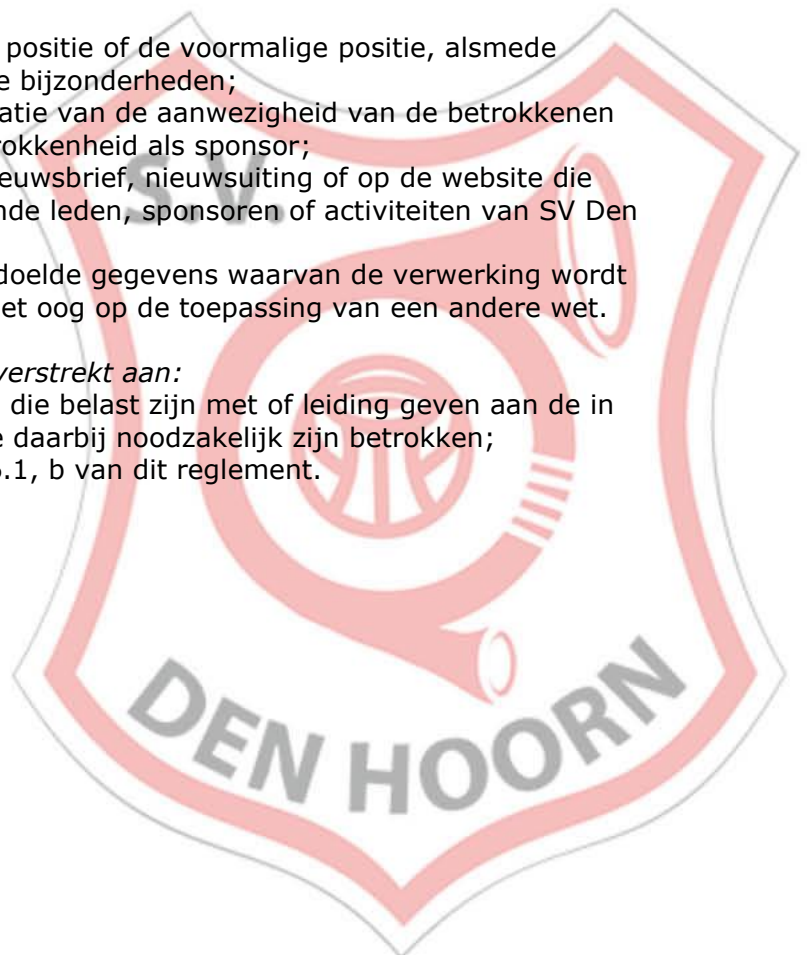 positie of de voormalige positie, alsmede
e bijzonderheden;
atie van de aanwezigheid van de betrokkenen
rokkenheid als sponsor;
euwsbrief, nieuwsuiting of op de website die
nde leden, sponsoren of activiteiten van SV Den
doelde gegevens waarvan de verwerking wordt
et oog op de toepassing van een andere wet.
verstrekt aan:
die belast zijn met of leiding geven aan de in
e daarbij noodzakelijk zijn betrokken;
.1, b van dit reglement.
S.V.
DEN HOORN